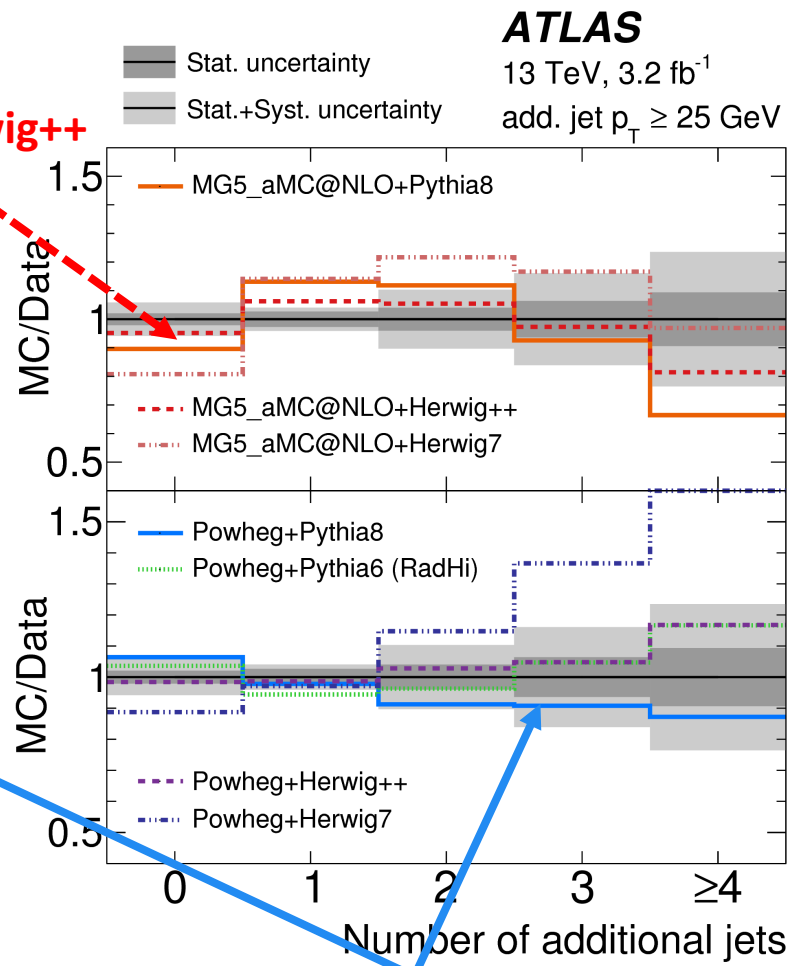 ATLAS
Stat. uncertainty
13 TeV, 3.2 fb-1
Stat.+Syst. uncertainty
add. jet pT ≥ 25 GeV
wig++
1.5
MG5_aMC@NLO+Pythia8
MC/Data
1
MG5_aMC@NLO+Herwig++
MG5_aMC@NLO+Herwig7
0.5
1.5
Powheg+Pythia8
Powheg+Pythia6 (RadHi)
MC/Data
1
Powheg+Herwig++
Powheg+Herwig7
0.5
0 1 2 3 ≥4
Number of additional jets